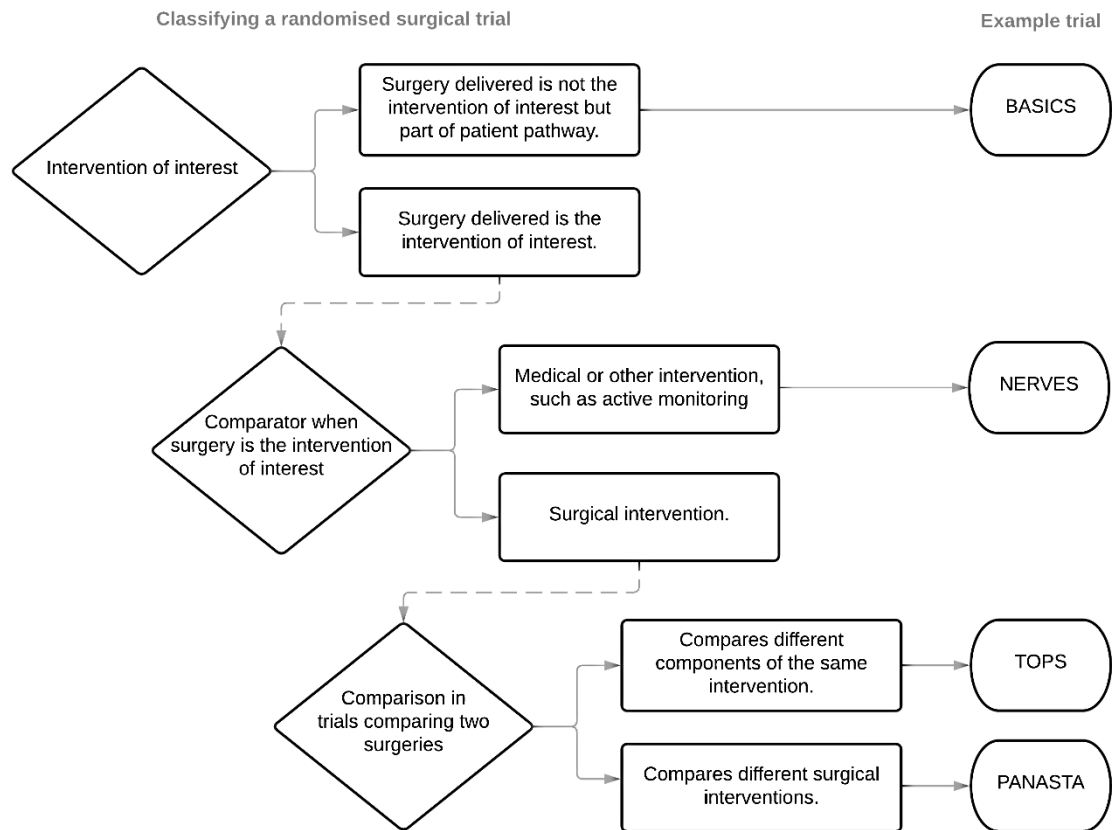 Classifying a randomised surgical trial
Example trial
Intervention of interest
Surgery delivered is not the
intervention of interest but
part of patient pathway.
BASICS
Surgery delivered is the
intervention of interest.
Comparator when
surgery is the intervention
of interest
Medical or other intervention,
such as active monitoring
NERVES
Surgical intervention.
Comparison in
trials comparing two
surgeries
Compares different
components of the same
intervention.
TOPS
Compares different surgical
interventions.
PANASTA